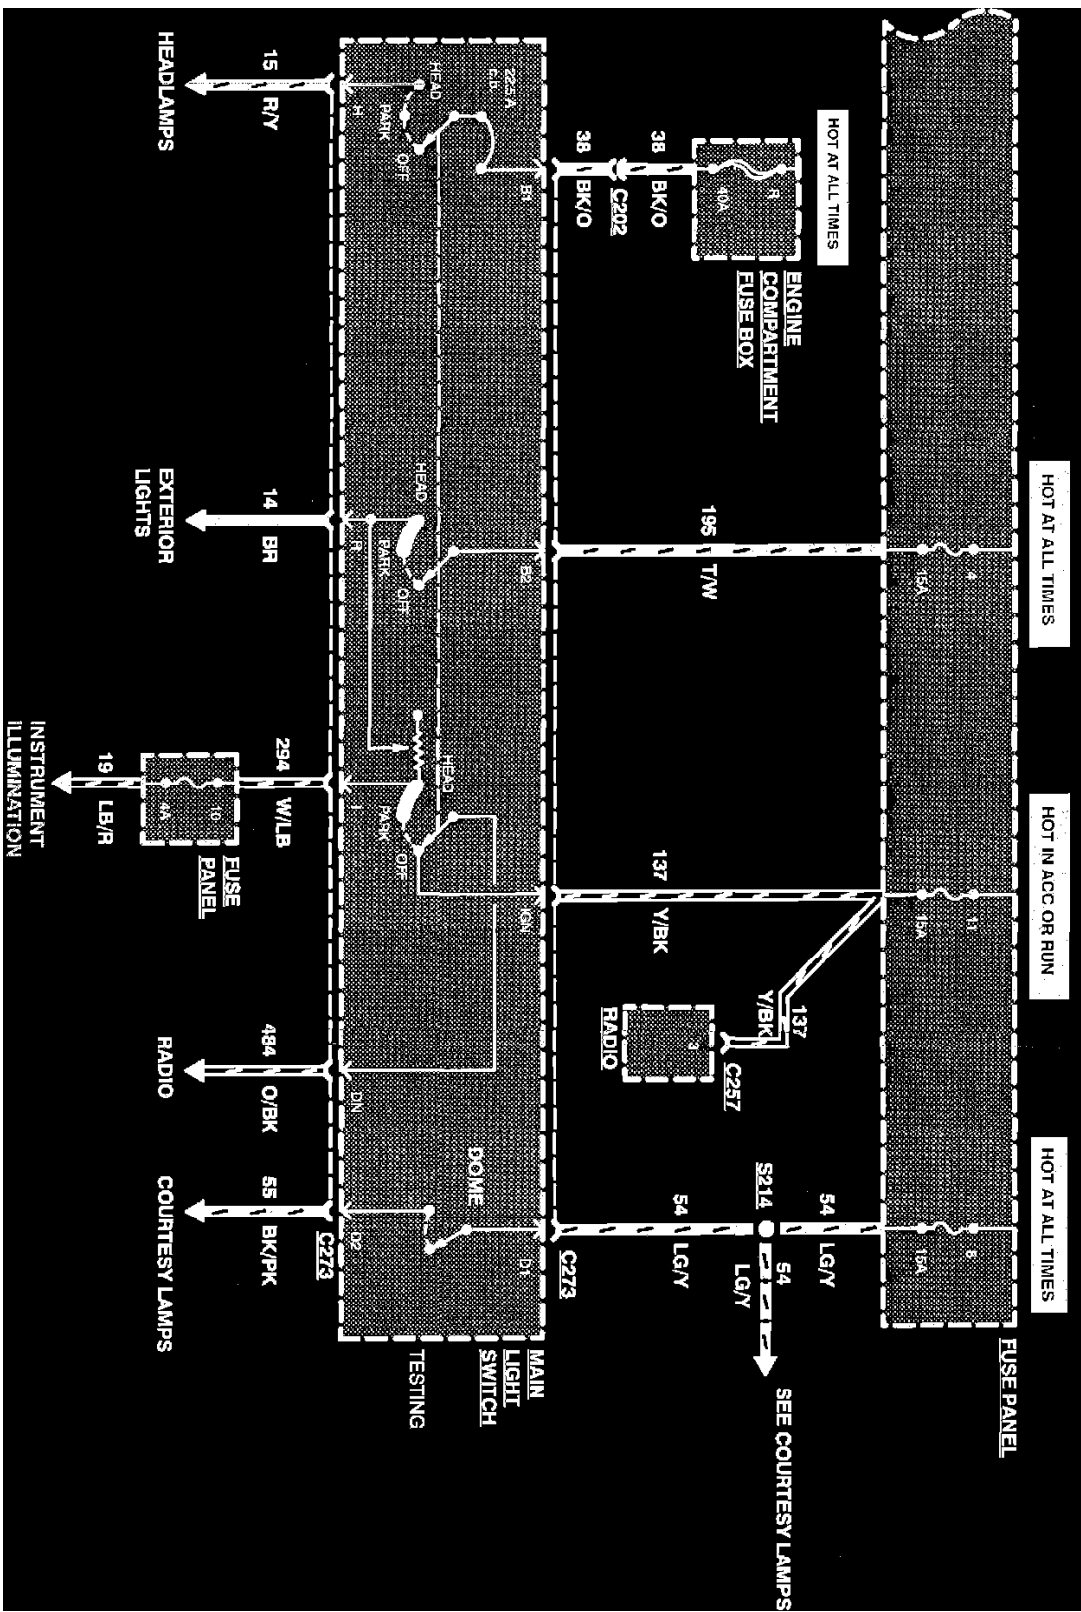 HOT AT ALL TIMES
HOT IN ACC OR RUN
HOT AT ALL TIMES
FUSE PANEL
4
15A
11
15A
8
15A
HOT AT ALL TIMES
R
40A
ENGINE
COMPARTMENT
FUSE BOX
38
BK/O
C202
38
BK/O
195
T/W
137
Y/BK
137
Y/BK
C257
3
RADIO
54
LG/Y
S214
54
LG/Y
54
LG/Y
SEE COURTESY LAMPS
C273
B1
B2
IGN
D1
MAIN
LIGHT
SWITCH
TESTING
22.5 A
c.b.
HEAD
PARK
OFF
HEAD
PARK
OFF
HEAD
PARK
OFF
DOME
H
R
I
DN
D2
C273
15
R/Y
HEADLAMPS
14
BR
EXTERIOR
LIGHTS
294
W/LB
10
4A
FUSE
PANEL
19
LB/R
INSTRUMENT
ILLUMINATION
484
O/BK
RADIO
55
BK/PK
COURTESY LAMPS